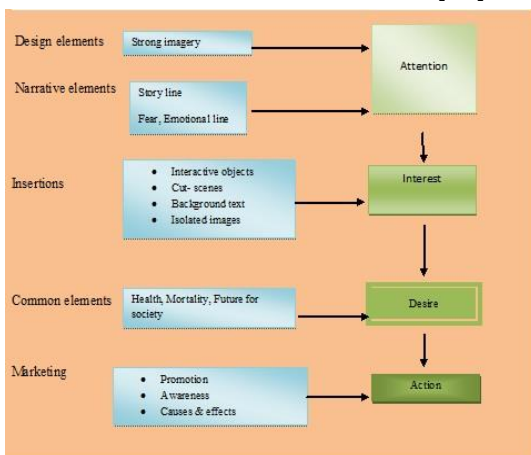 Design elements
Strong imagery
Attention
Narrative elements
Story line
Fear, Emotional line
Insertions
• Interactive objects
• Cut- scenes
• Background text
• Isolated images
Interest
Common elements
Health, Mortality, Future for
society
Desire
Marketing
• Promotion
• Awareness
• Causes & effects
Action